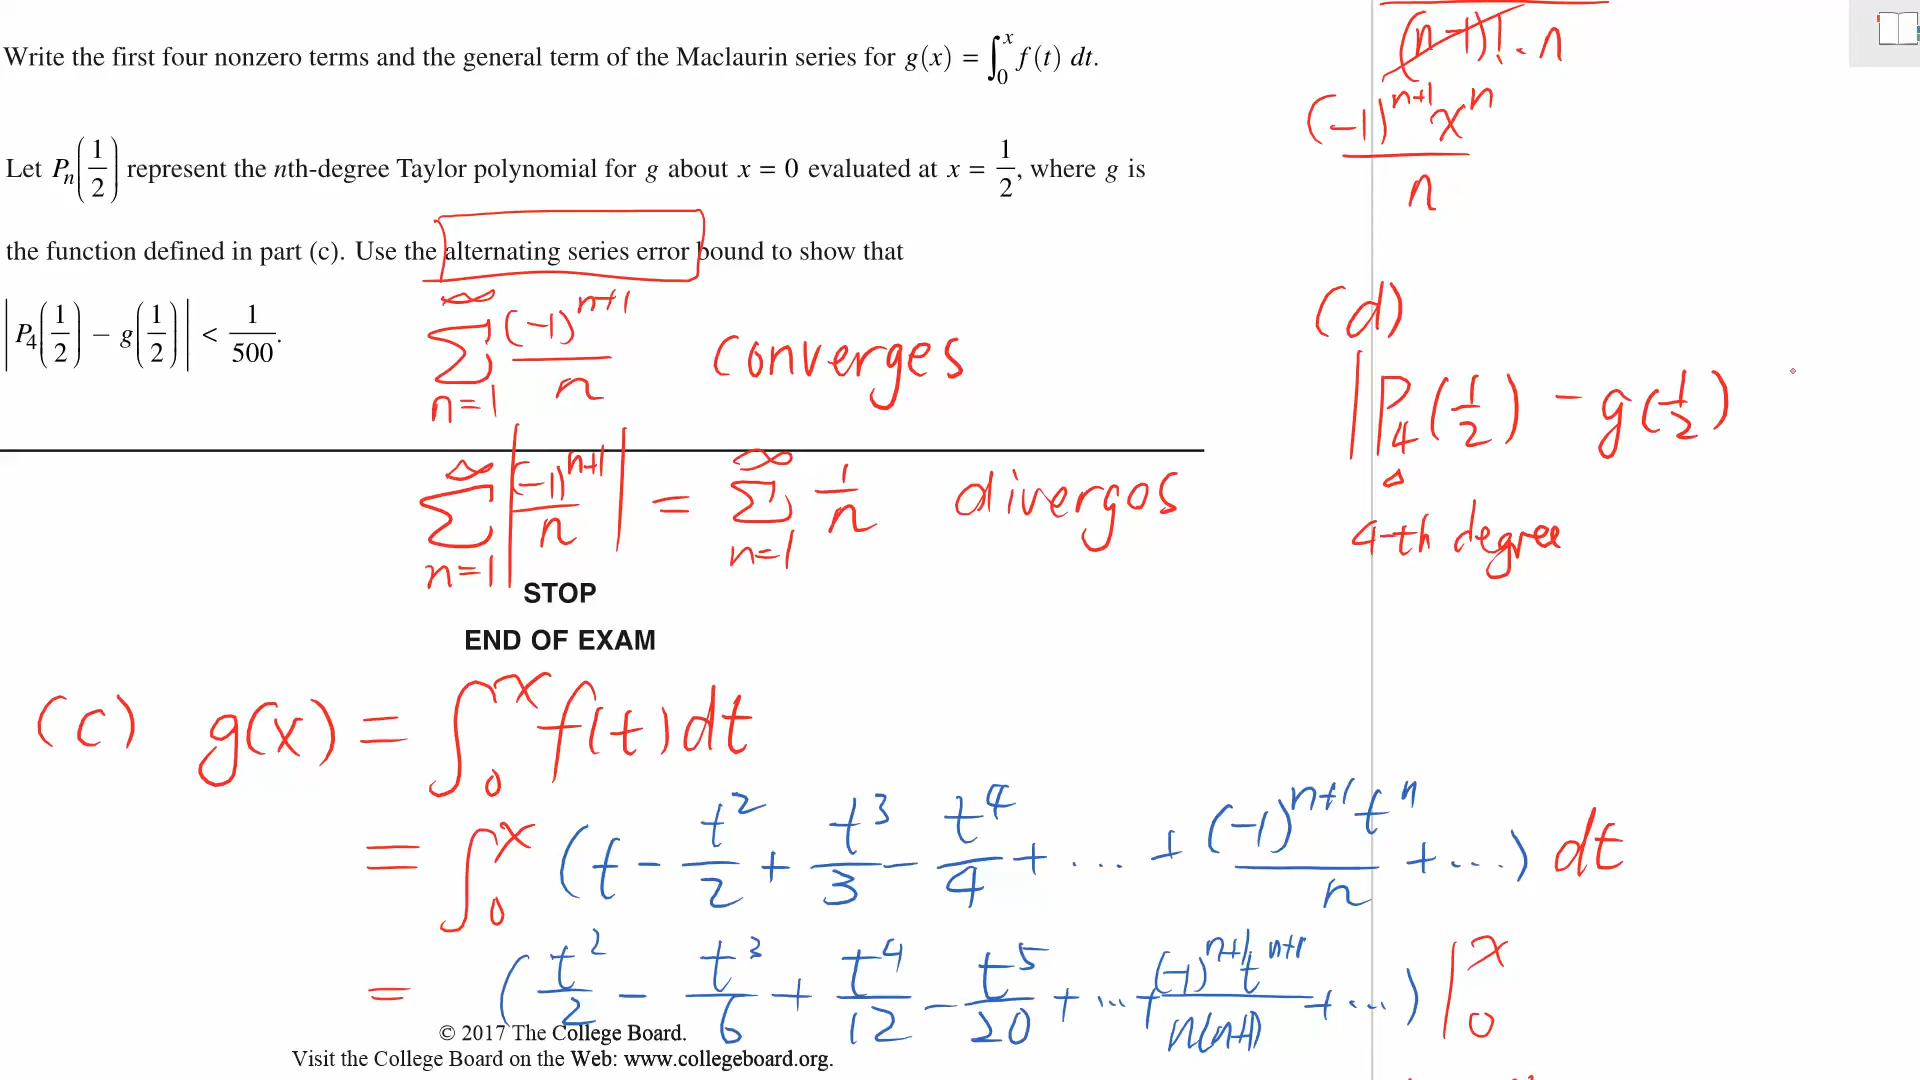 Write the first four nonzero terms and the general term of the Maclaurin series for g(x) = ∫₀ˣ f(t) dt.
Let Pₙ(1/2) represent the nth-degree Taylor polynomial for g about x = 0 evaluated at x = 1/2, where g is
the function defined in part (c). Use the alternating series error bound to show that
|P₄(1/2) − g(1/2)| < 1/500.
∑_{n=1}^{∞} (-1)^{n+1}/n converges
∑_{n=1}^{∞} |(-1)^{n+1}/n| = ∑_{n=1}^{∞} 1/n divergos
STOP
END OF EXAM
(n-1)! · n
(-1)^{n+1} x^n / n
(d)
|P₄(1/2) − g(1/2)
4-th degree
(c) g(x) = ∫₀ˣ f(t) dt
= ∫₀ˣ (t − t²/2 + t³/3 − t⁴/4 + ... + (-1)^{n+1} t^n / n + ...) dt
= (t²/2 − t³/6 + t⁴/12 − t⁵/20 + ... + (-1)^{n+1} t^{n+1} / n(n+1) + ...) |₀ˣ
© 2017 The College Board.
Visit the College Board on the Web: www.collegeboard.org.